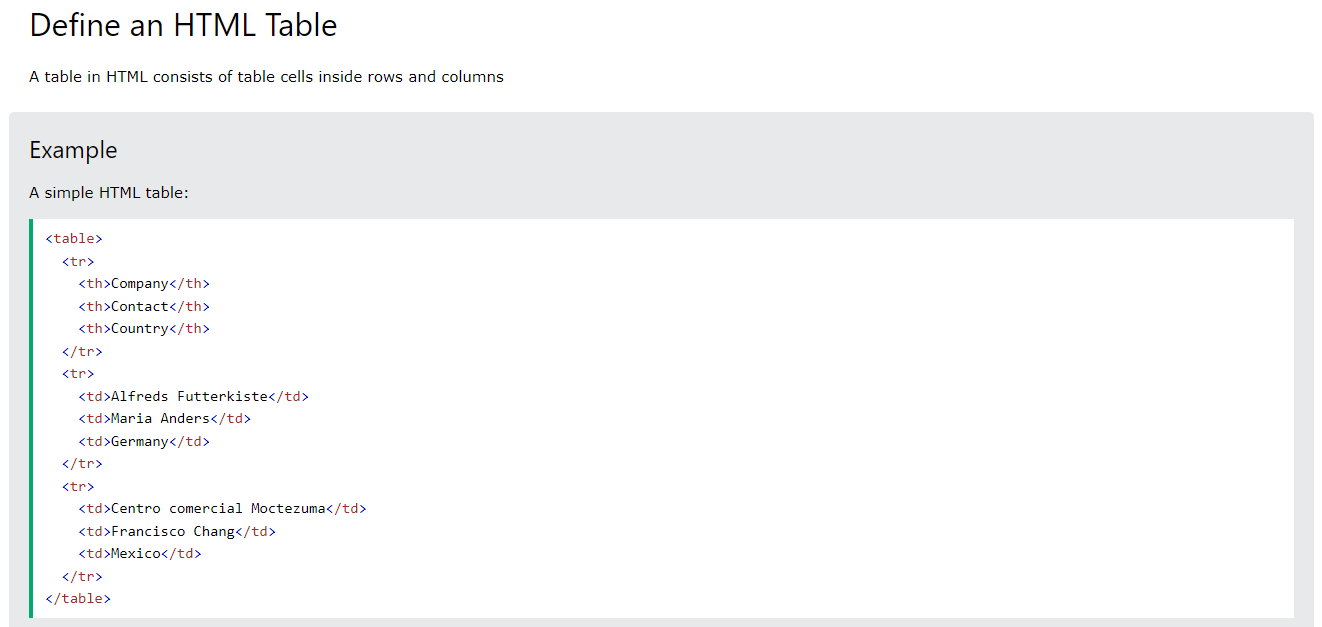 Define an HTML Table
A table in HTML consists of table cells inside rows and columns
Example
A simple HTML table:
<table>
  <tr>
    <th>Company</th>
    <th>Contact</th>
    <th>Country</th>
  </tr>
  <tr>
    <td>Alfreds Futterkiste</td>
    <td>Maria Anders</td>
    <td>Germany</td>
  </tr>
  <tr>
    <td>Centro comercial Moctezuma</td>
    <td>Francisco Chang</td>
    <td>Mexico</td>
  </tr>
</table>